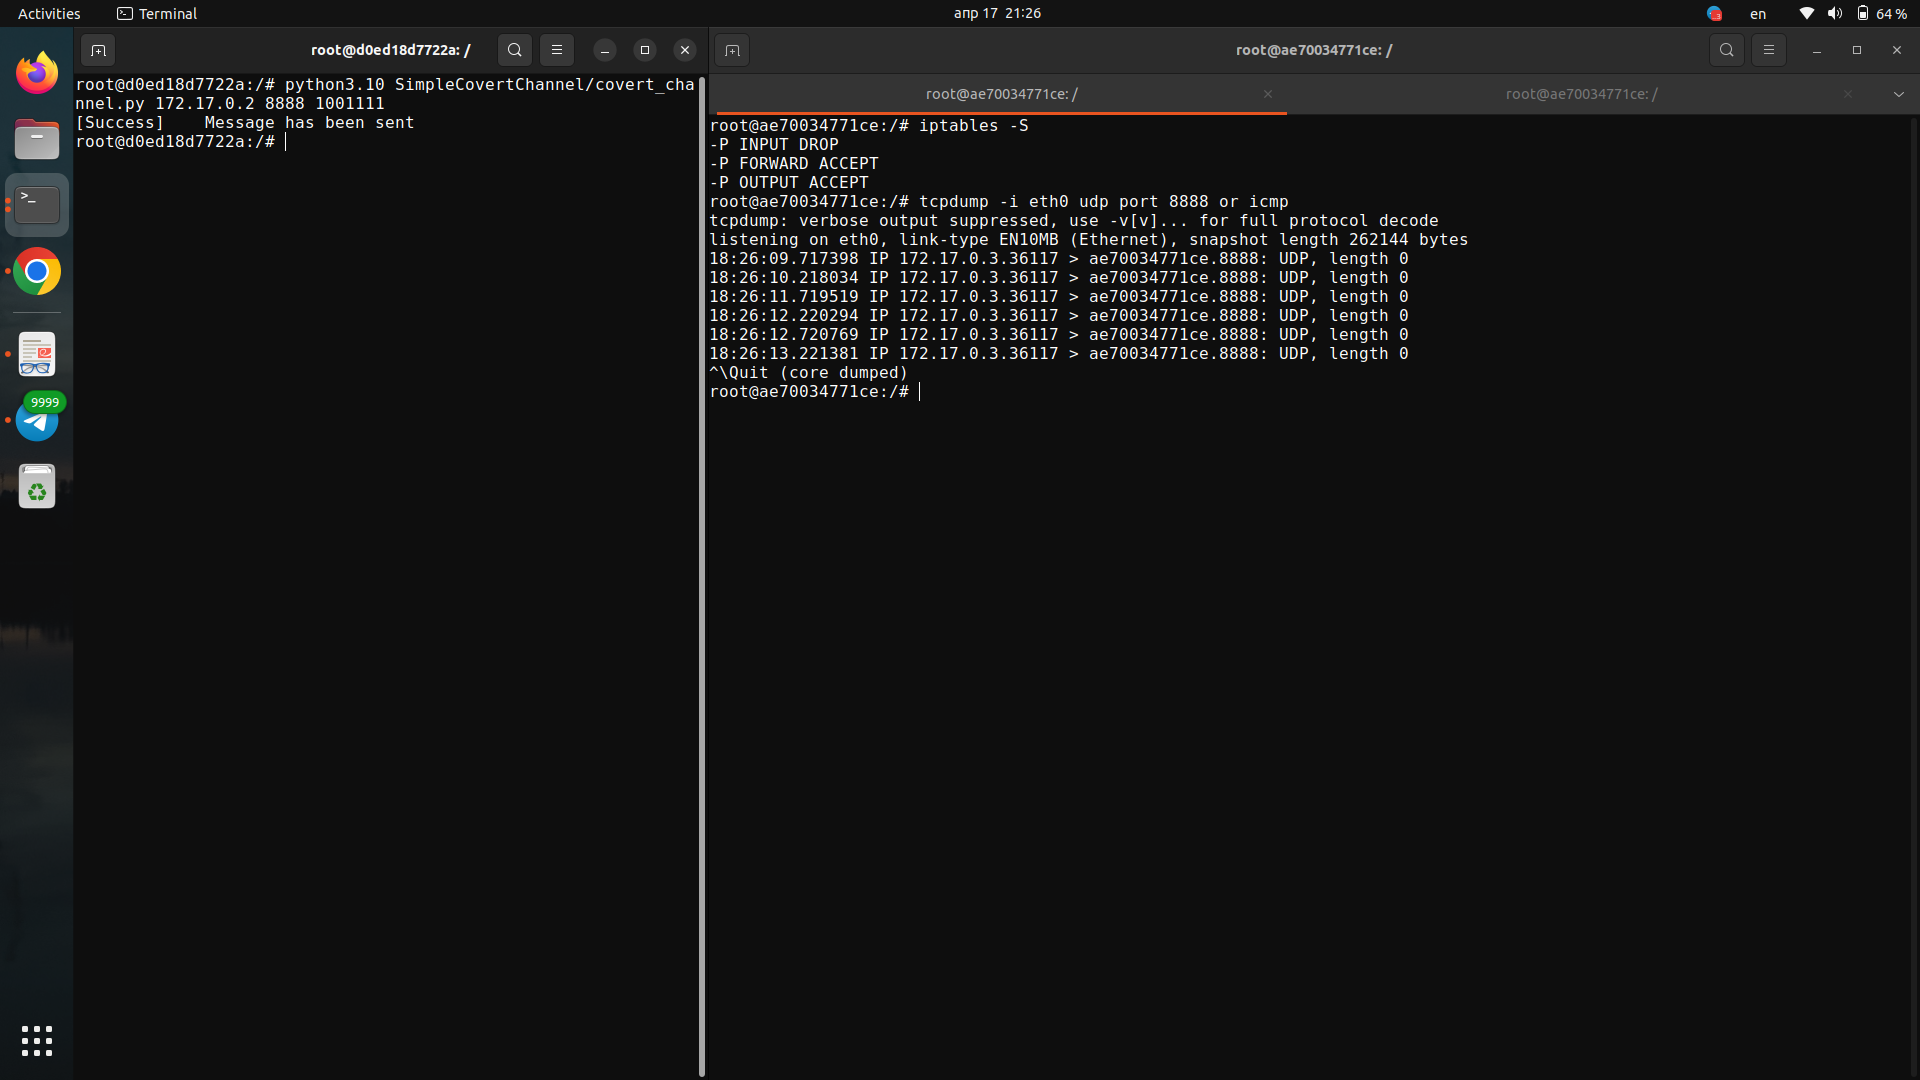 Activities
Terminal
апр 17 21:26
en
64 %
root@d0ed18d7722a: /
root@d0ed18d7722a:/# python3.10 SimpleCovertChannel/covert_cha
nnel.py 172.17.0.2 8888 1001111
[Success]    Message has been sent
root@d0ed18d7722a:/#
root@ae70034771ce: /
root@ae70034771ce: /
root@ae70034771ce: /
root@ae70034771ce:/# iptables -S
-P INPUT DROP
-P FORWARD ACCEPT
-P OUTPUT ACCEPT
root@ae70034771ce:/# tcpdump -i eth0 udp port 8888 or icmp
tcpdump: verbose output suppressed, use -v[v]... for full protocol decode
listening on eth0, link-type EN10MB (Ethernet), snapshot length 262144 bytes
18:26:09.717398 IP 172.17.0.3.36117 > ae70034771ce.8888: UDP, length 0
18:26:10.218034 IP 172.17.0.3.36117 > ae70034771ce.8888: UDP, length 0
18:26:11.719519 IP 172.17.0.3.36117 > ae70034771ce.8888: UDP, length 0
18:26:12.220294 IP 172.17.0.3.36117 > ae70034771ce.8888: UDP, length 0
18:26:12.720769 IP 172.17.0.3.36117 > ae70034771ce.8888: UDP, length 0
18:26:13.221381 IP 172.17.0.3.36117 > ae70034771ce.8888: UDP, length 0
^\Quit (core dumped)
root@ae70034771ce:/#
9999